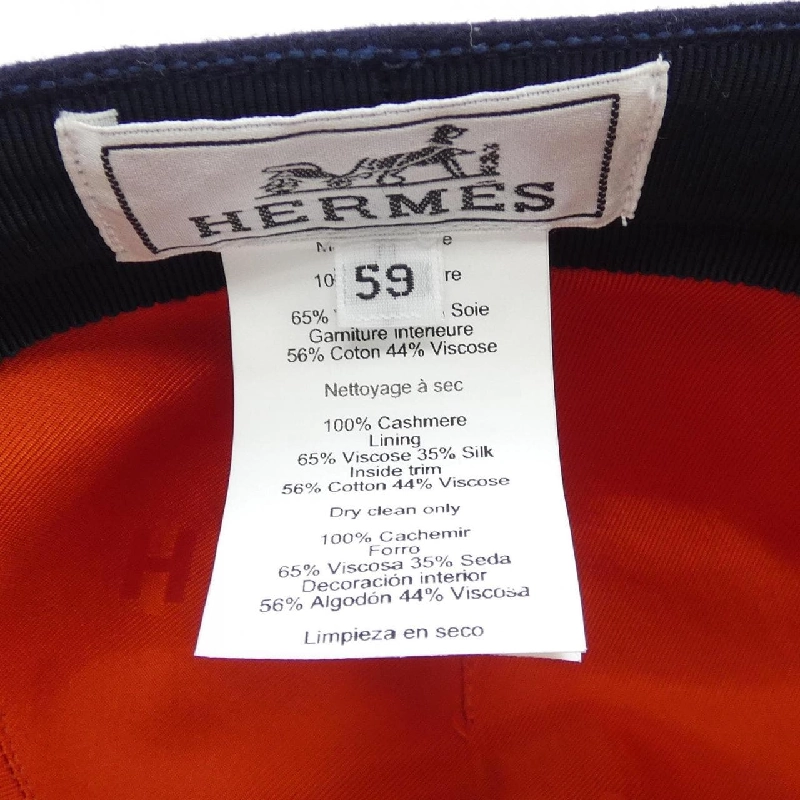 HERMES
59
65% Soie
Garniture intérieure
56% Coton 44% Viscose
Nettoyage à sec
100% Cashmere
Lining
65% Viscose 35% Silk
Inside trim
56% Cotton 44% Viscose
Dry clean only
100% Cachemir
Forro
65% Viscosa 35% Seda
Decoración interior
56% Algodón 44% Viscosa
Limpieza en seco
H